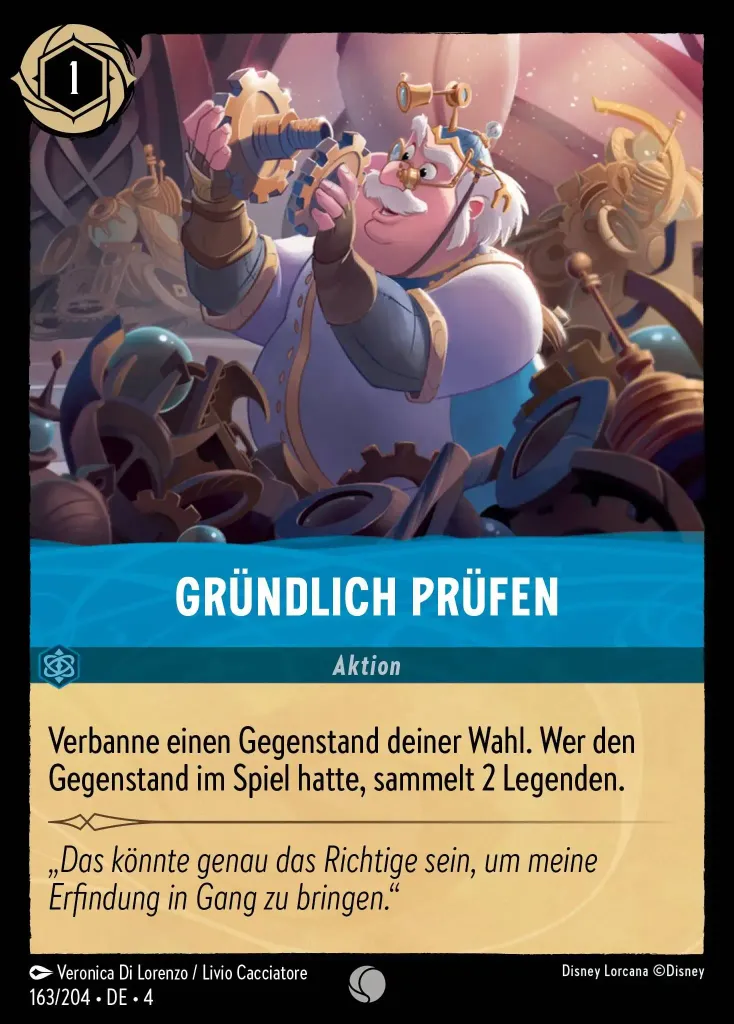 1
GRÜNDLICH PRÜFEN
Aktion
Verbanne einen Gegenstand deiner Wahl. Wer den
Gegenstand im Spiel hatte, sammelt 2 Legenden.
„Das könnte genau das Richtige sein, um meine
Erfindung in Gang zu bringen.“
Veronica Di Lorenzo / Livio Cacciatore
Disney Lorcana ©Disney
163/204 • DE • 4